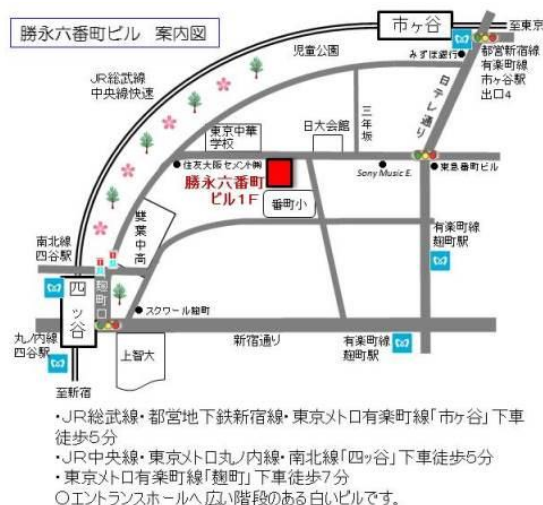 勝永六番町ビル 案内図
市ヶ谷
至東京
児童公園
みずほ銀行
都営新宿線
有楽町線
市ヶ谷駅
出口4
JR総武線
中央線快速
日テレ通り
三年坂
東京中華
学校
日大会館
住友大阪セメント㈱
勝永六番町
ビル1F
番町小
Sony Music E.
東急番町ビル
雙葉中高
南北線
四谷駅
有楽町線
麹町駅
麹町口
四ッ谷
スクワール麹町
丸ノ内線
四谷駅
上智大
新宿通り
有楽町線
麹町駅
至新宿
・JR総武線・都営地下鉄新宿線・東京メトロ有楽町線「市ヶ谷」下車
徒歩5分
・JR中央線・東京メトロ丸ノ内線・南北線「四ッ谷」下車徒歩5分
・東京メトロ有楽町線「麹町」下車徒歩7分
○エントランスホールへ広い階段のある白いビルです。